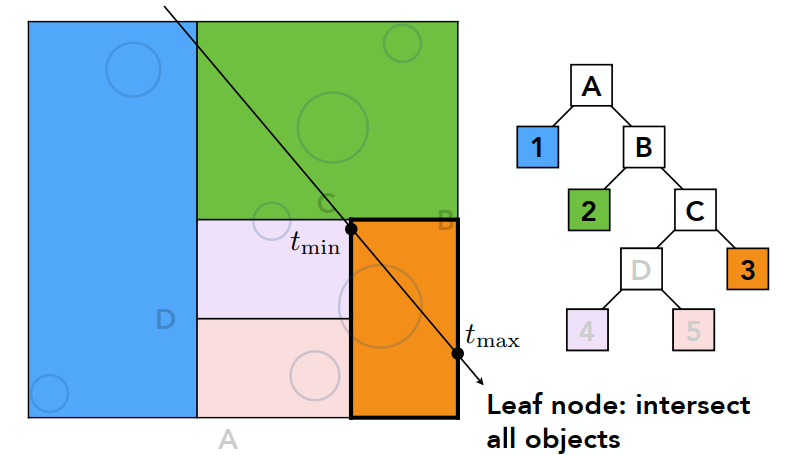 C
B
t_min
D
t_max
A
A
1
B
2
C
D
3
4
5
Leaf node: intersect
all objects